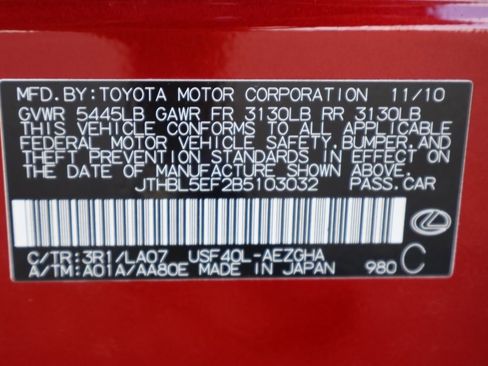 MFD. BY: TOYOTA MOTOR CORPORATION 11/10
GVWR 5445LB GAWR FR 3130LB RR 3130LB
THIS VEHICLE CONFORMS TO ALL APPLICABLE
FEDERAL MOTOR VEHICLE SAFETY, BUMPER, AND
THEFT PREVENTION STANDARDS IN EFFECT ON
THE DATE OF MANUFACTURE SHOWN ABOVE.
JTHBL5EF2B5103032 PASS.CAR
C/TR: 3R1/LA07 USF40L-AEZGHA
A/TM: A01A/AA80E MADE IN JAPAN 980 C